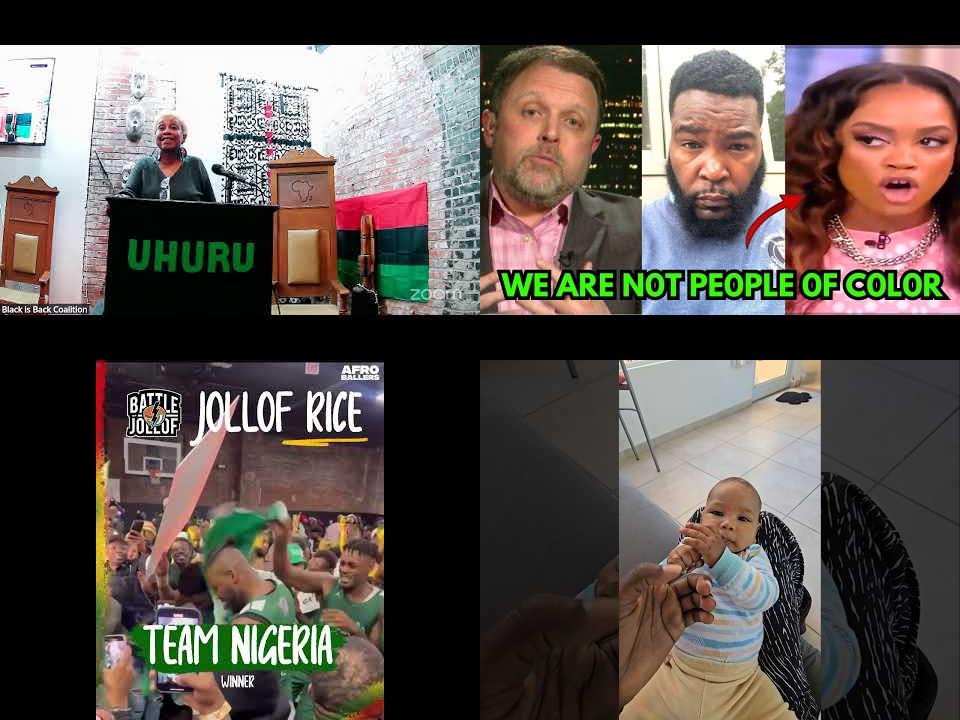 UHURU
zoom
Black is Back Coalition
WE ARE NOT PEOPLE OF COLOR
AFRO
BALLERS
BATTLE
JOLLOF
JOLLOF RICE
TEAM NIGERIA
WINNER